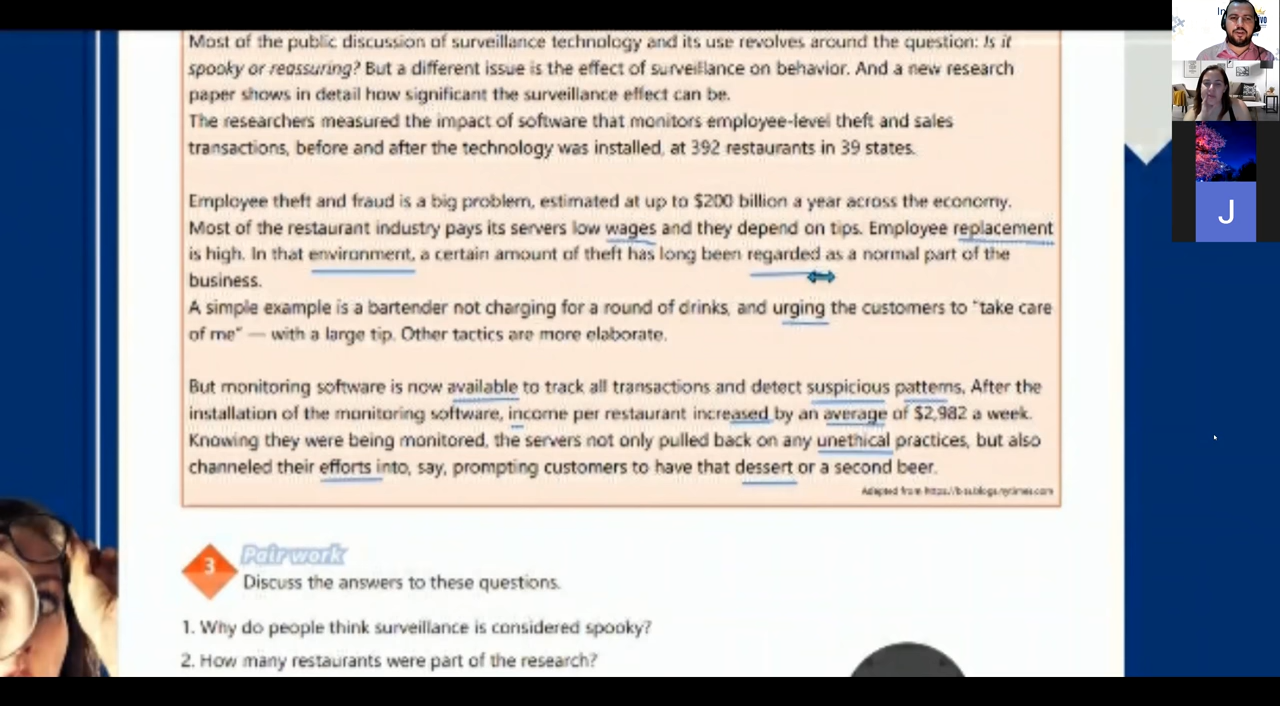 Most of the public discussion of surveillance technology and its use revolves around the question: Is it
spooky or reassuring? But a different issue is the effect of surveillance on behavior. And a new research
paper shows in detail how significant the surveillance effect can be.
The researchers measured the impact of software that monitors employee-level theft and sales
transactions, before and after the technology was installed, at 392 restaurants in 39 states.
Employee theft and fraud is a big problem, estimated at up to $200 billion a year across the economy.
Most of the restaurant industry pays its servers low wages and they depend on tips. Employee replacement
is high. In that environment, a certain amount of theft has long been regarded as a normal part of the
business.
A simple example is a bartender not charging for a round of drinks, and urging the customers to "take care
of me" — with a large tip. Other tactics are more elaborate.
But monitoring software is now available to track all transactions and detect suspicious patterns. After the
installation of the monitoring software, income per restaurant increased by an average of $2,982 a week.
Knowing they were being monitored, the servers not only pulled back on any unethical practices, but also
channeled their efforts into, say, prompting customers to have that dessert or a second beer.
Adapted from
3
Pair work
Discuss the answers to these questions.
1. Why do people think surveillance is considered spooky?
2. How many restaurants were part of the research?
J